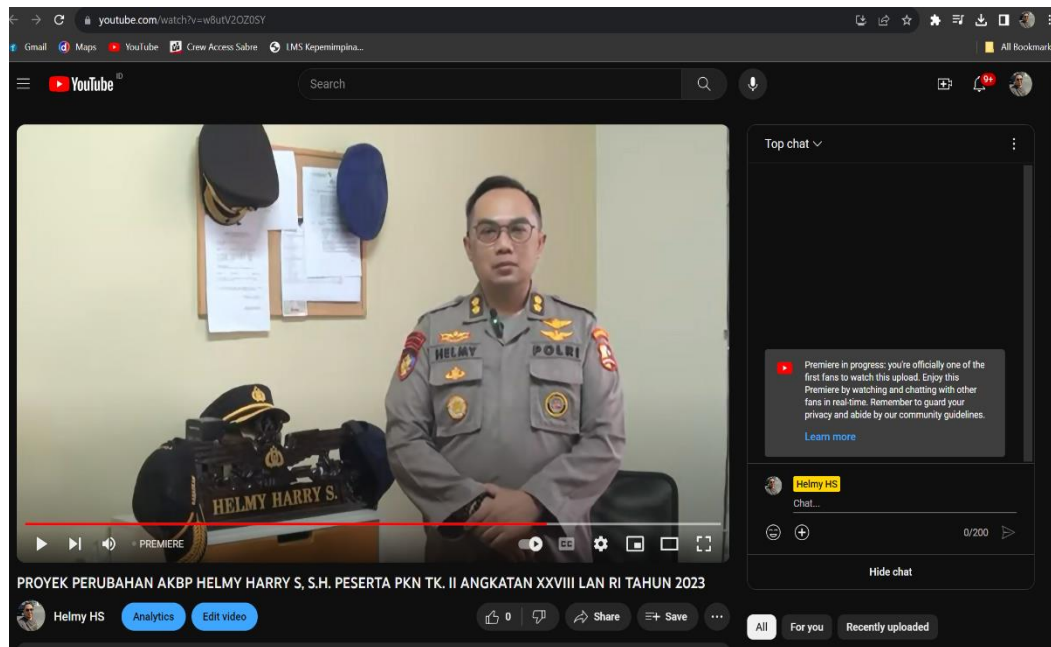 youtube.com/watch?v=w8utV2OZ0SY
Gmail Maps YouTube Crew Access Sabre LMS Kepemimpina... All Bookmark
YouTube ID
Search
9+
Top chat
HELMY POLRI
HELMY HARRY S.
Premiere in progress: you're officially one of the
first fans to watch this upload. Enjoy this
Premiere by watching and chatting with other
fans in real-time. Remember to guard your
privacy and abide by our community guidelines.
Learn more
Helmy HS
Chat...
0/200
PREMIERE
CC
Hide chat
PROYEK PERUBAHAN AKBP HELMY HARRY S, S.H. PESERTA PKN TK. II ANGKATAN XXVIII LAN RI TAHUN 2023
Helmy HS Analytics Edit video 0 Share Save
All For you Recently uploaded